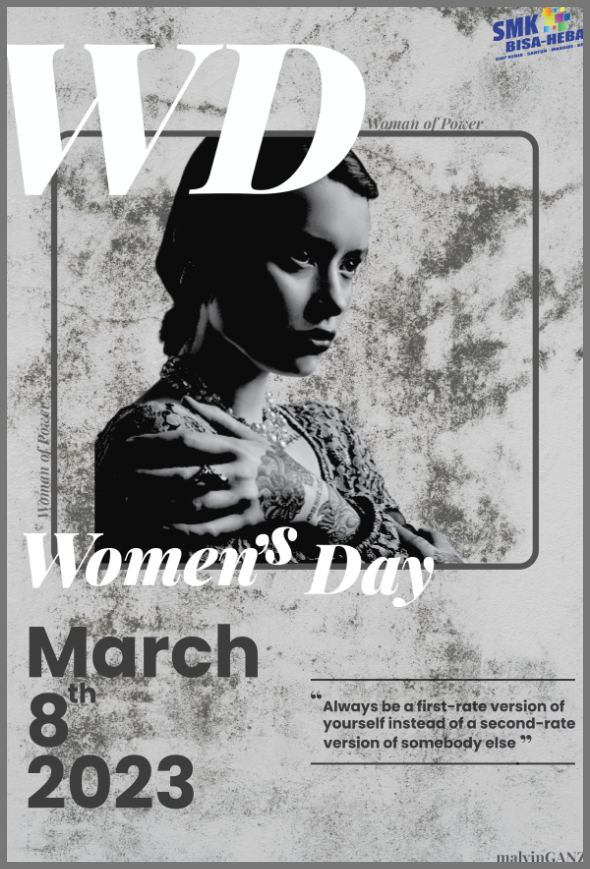 SMK
BISA-HEBA
WD
Woman of Power
Woman of Power
Women's Day
March
8th
2023
“Always be a first-rate version of
yourself instead of a second-rate
version of somebody else ”
malvinGANZ